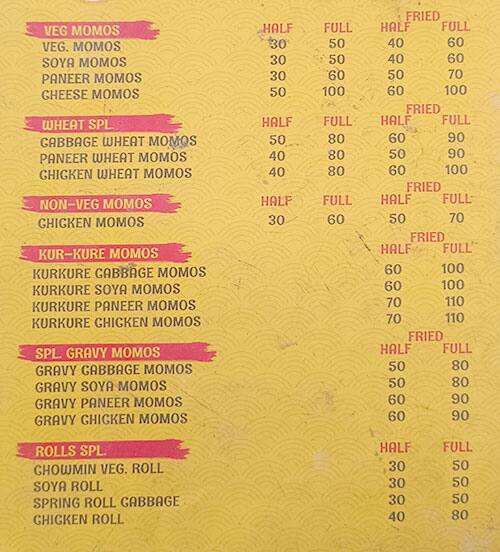 FRIED
VEG MOMOS HALF FULL HALF FULL
VEG. MOMOS 30 50 40 60
SOYA MOMOS 30 50 40 60
PANEER MOMOS 30 60 50 70
CHEESE MOMOS 50 100 60 100
FRIED
WHEAT SPL. HALF FULL HALF FULL
GABBAGE WHEAT MOMOS 50 80 60 90
PANEER WHEAT MOMOS 40 80 50 90
CHICKEN WHEAT MOMOS 40 80 60 100
FRIED
NON-VEG MOMOS HALF FULL HALF FULL
CHICKEN MOMOS 30 60 50 70
FRIED
KUR-KURE MOMOS HALF FULL
KURKURE GABBAGE MOMOS 60 100
KURKURE SOYA MOMOS 60 100
KURKURE PANEER MOMOS 70 110
KURKURE CHICKEN MOMOS 70 110
FRIED
SPL. GRAVY MOMOS HALF FULL
GRAVY GABBAGE MOMOS 50 80
GRAVY SOYA MOMOS 50 80
GRAVY PANEER MOMOS 60 90
GRAVY CHICKEN MOMOS 60 90
ROLLS SPL. HALF FULL
CHOWMIN VEG. ROLL 30 50
SOYA ROLL 30 50
SPRING ROLL GABBAGE 30 50
CHICKEN ROLL 40 80